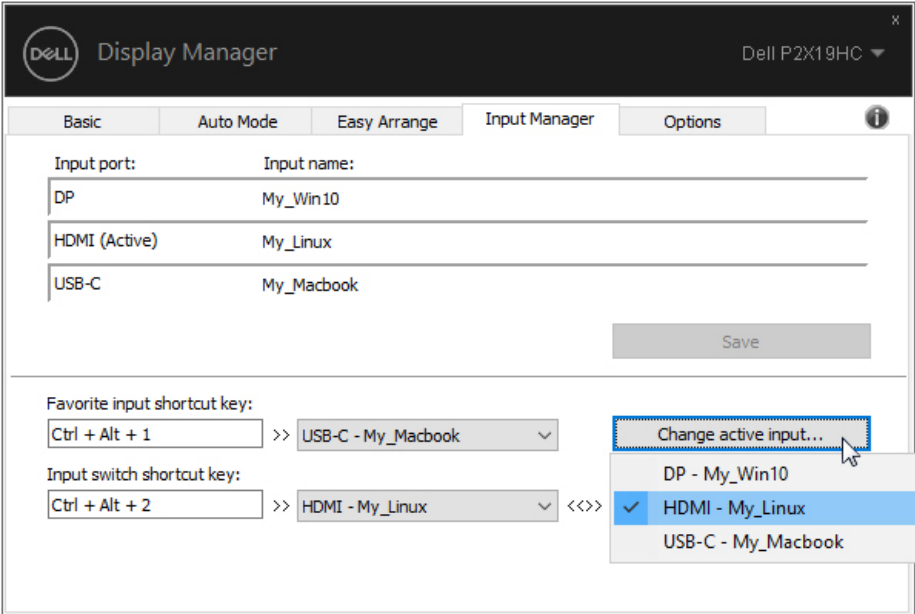 x
DELL Display Manager
Dell P2X19HC
Basic Auto Mode Easy Arrange Input Manager Options
Input port: Input name:
DP My_Win10
HDMI (Active) My_Linux
USB-C My_Macbook
Save
Favorite input shortcut key:
Ctrl + Alt + 1 >> USB-C - My_Macbook Change active input...
Input switch shortcut key:
Ctrl + Alt + 2 >> HDMI - My_Linux <<>>
DP - My_Win10
HDMI - My_Linux
USB-C - My_Macbook